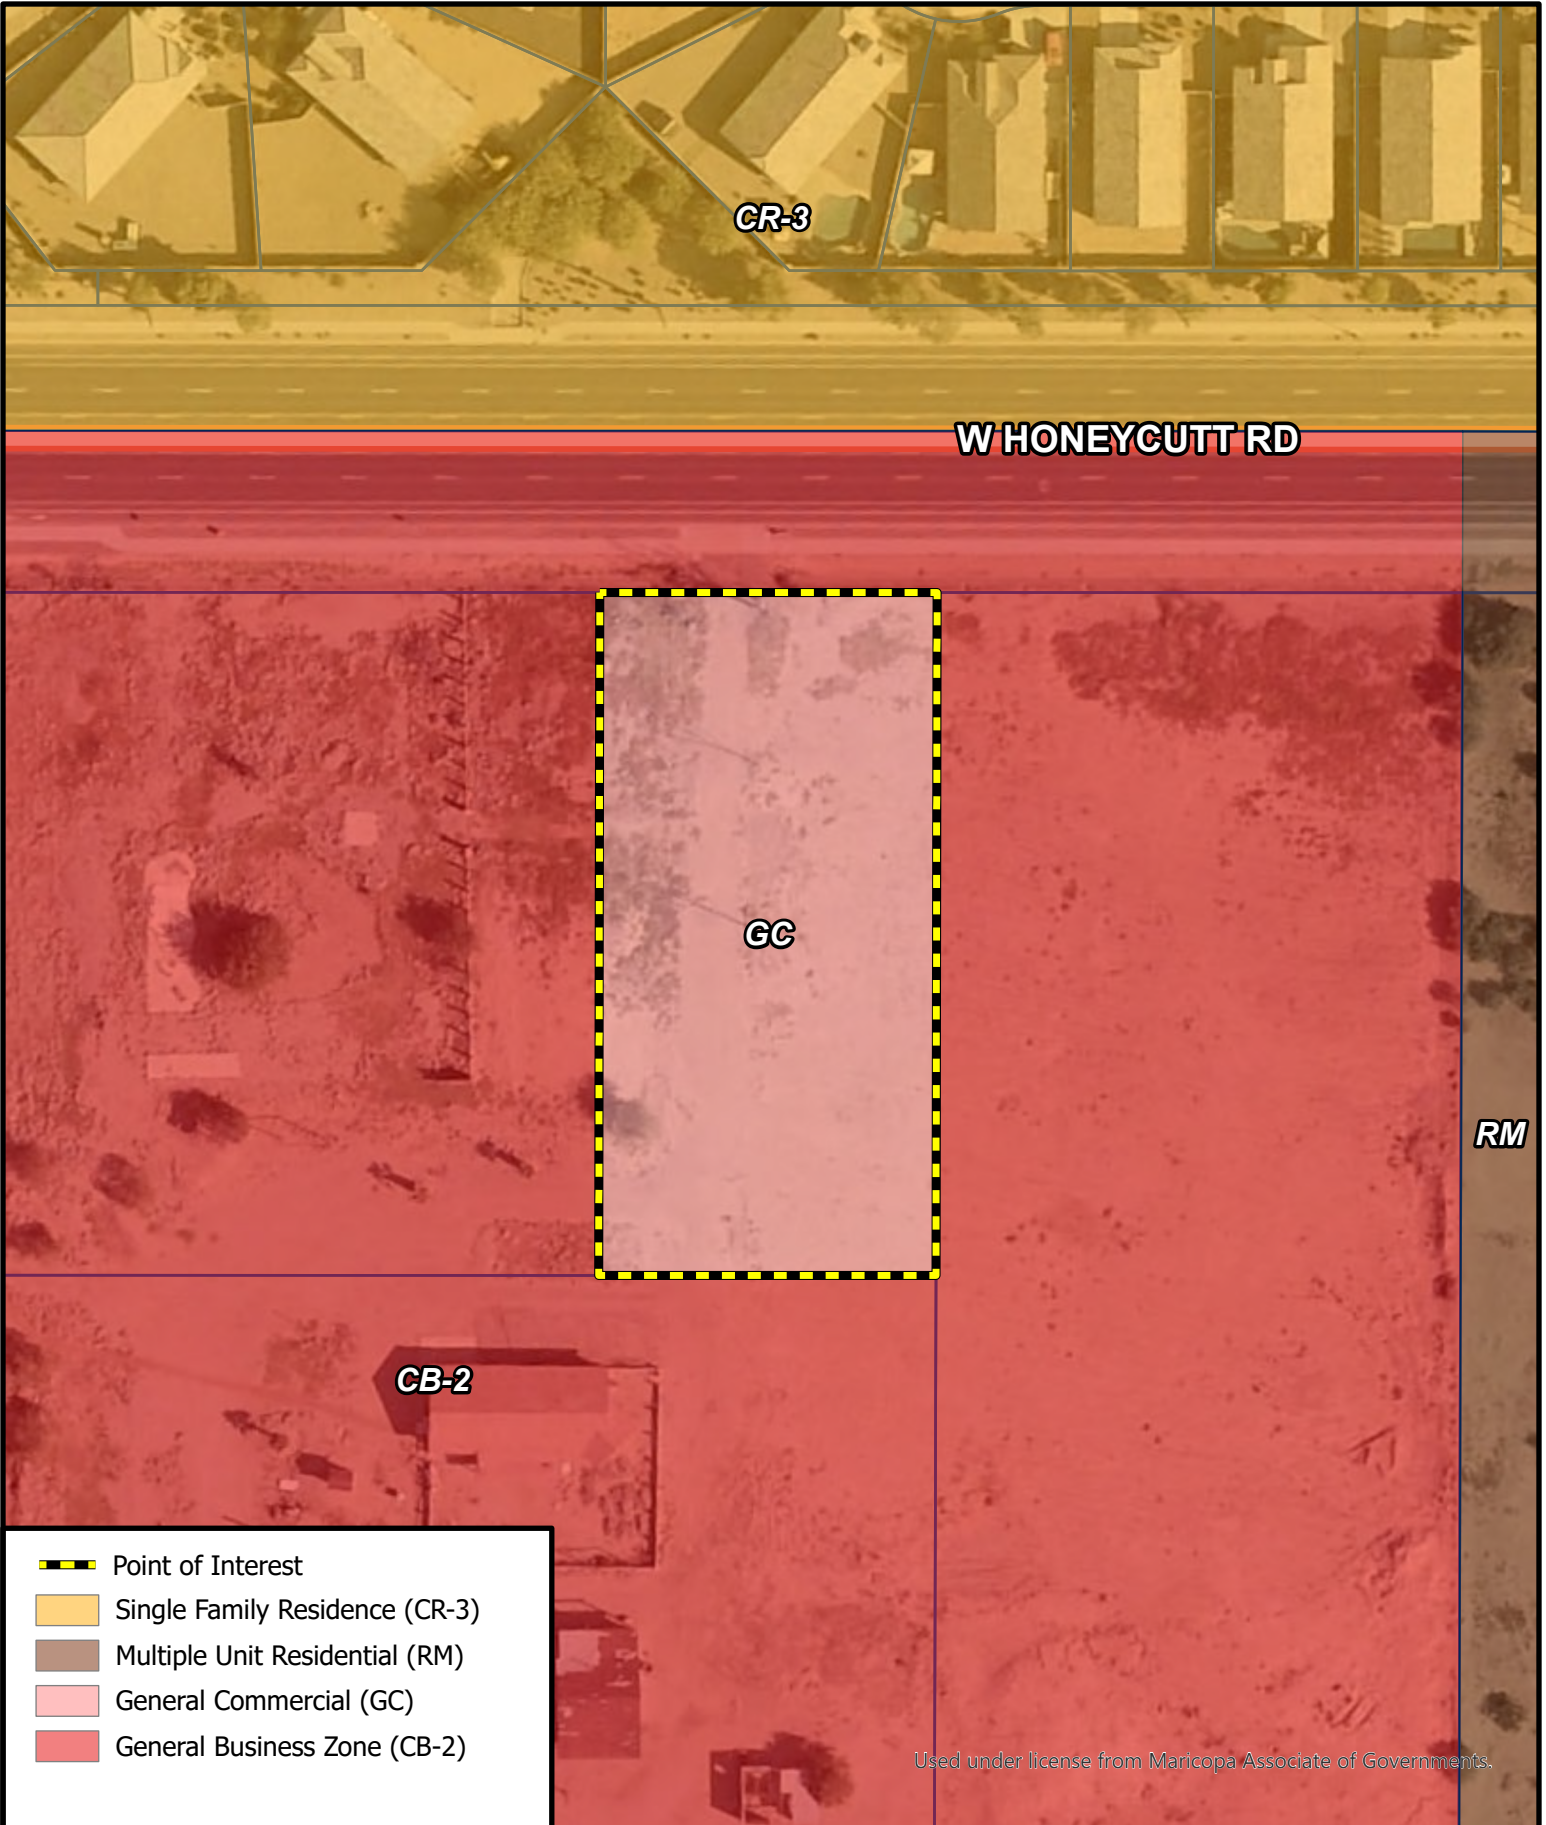 CR-3
W HONEYCUTT RD
GC
RM
CB-2
Point of Interest
Single Family Residence (CR-3)
Multiple Unit Residential (RM)
General Commercial (GC)
General Business Zone (CB-2)
Used under license from Maricopa Associate of Governments.